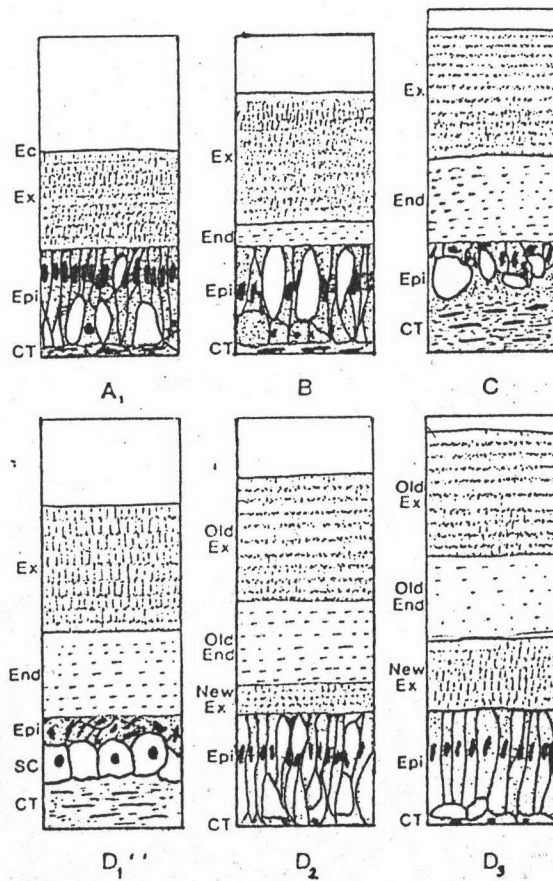 Ec
Ex
Epi
CT
A₁
Ex
End
Epi
CT
B
Ex
End
Epi
CT
C
Ex
End
Epi
SC
CT
D₁''
Old
Ex
Old
End
New
Ex
Epi
CT
D₂
Old
Ex
Old
End
New
Ex
Epi
CT
D₃